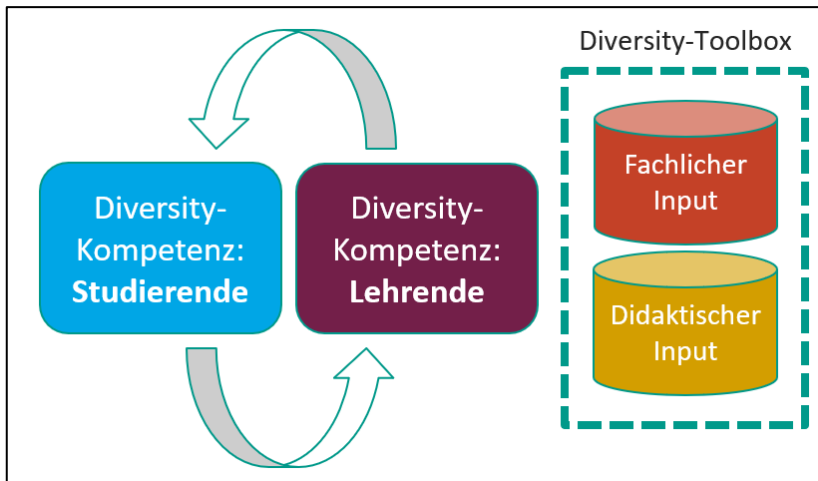 Diversity-Toolbox
Diversity-
Kompetenz:
Studierende
Diversity-
Kompetenz:
Lehrende
Fachlicher
Input
Didaktischer
Input